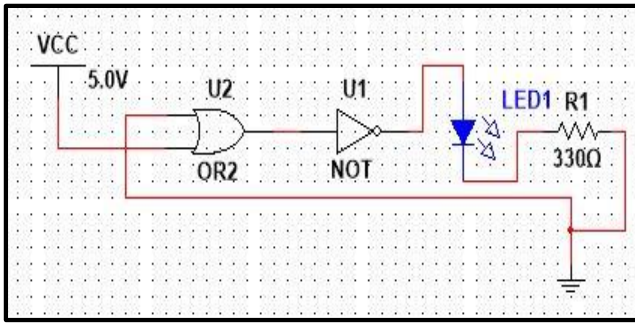 VCC
5.0V
U2
OR2
U1
NOT
LED1
R1
330Ω